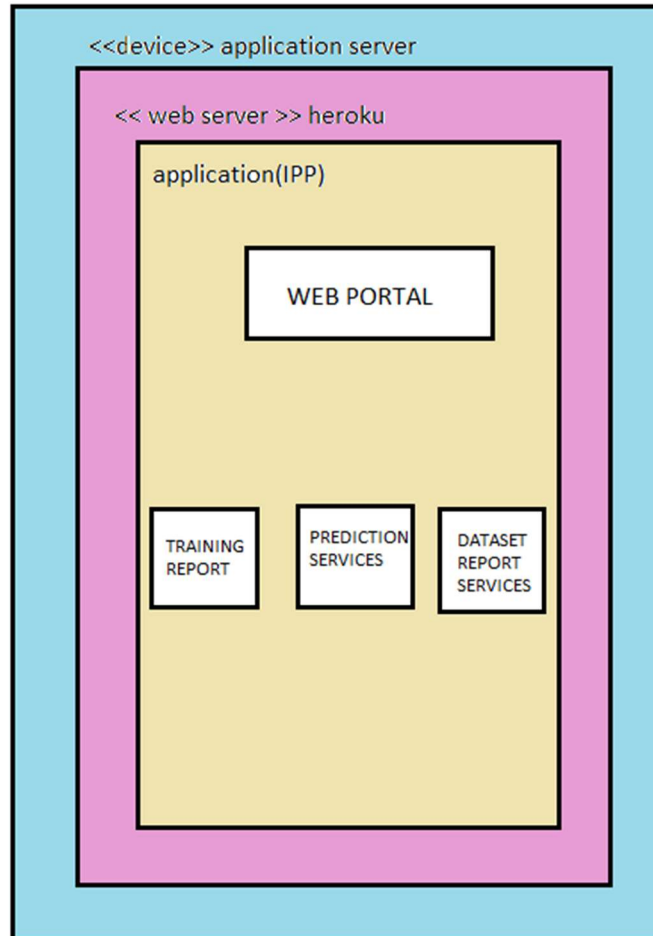 <<device>> application server
<< web server >> heroku
application(IPP)
WEB PORTAL
TRAINING
REPORT
PREDICTION
SERVICES
DATASET
REPORT
SERVICES